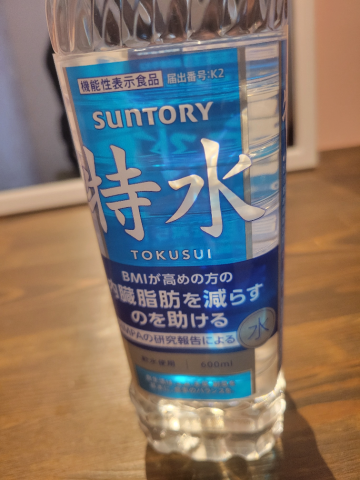 機能性表示食品 届出番号:K2
SUNTORY
特水
TOKUSUI
BMIが高めの方の
内臓脂肪を減らす
のを助ける
の研究報告による
水